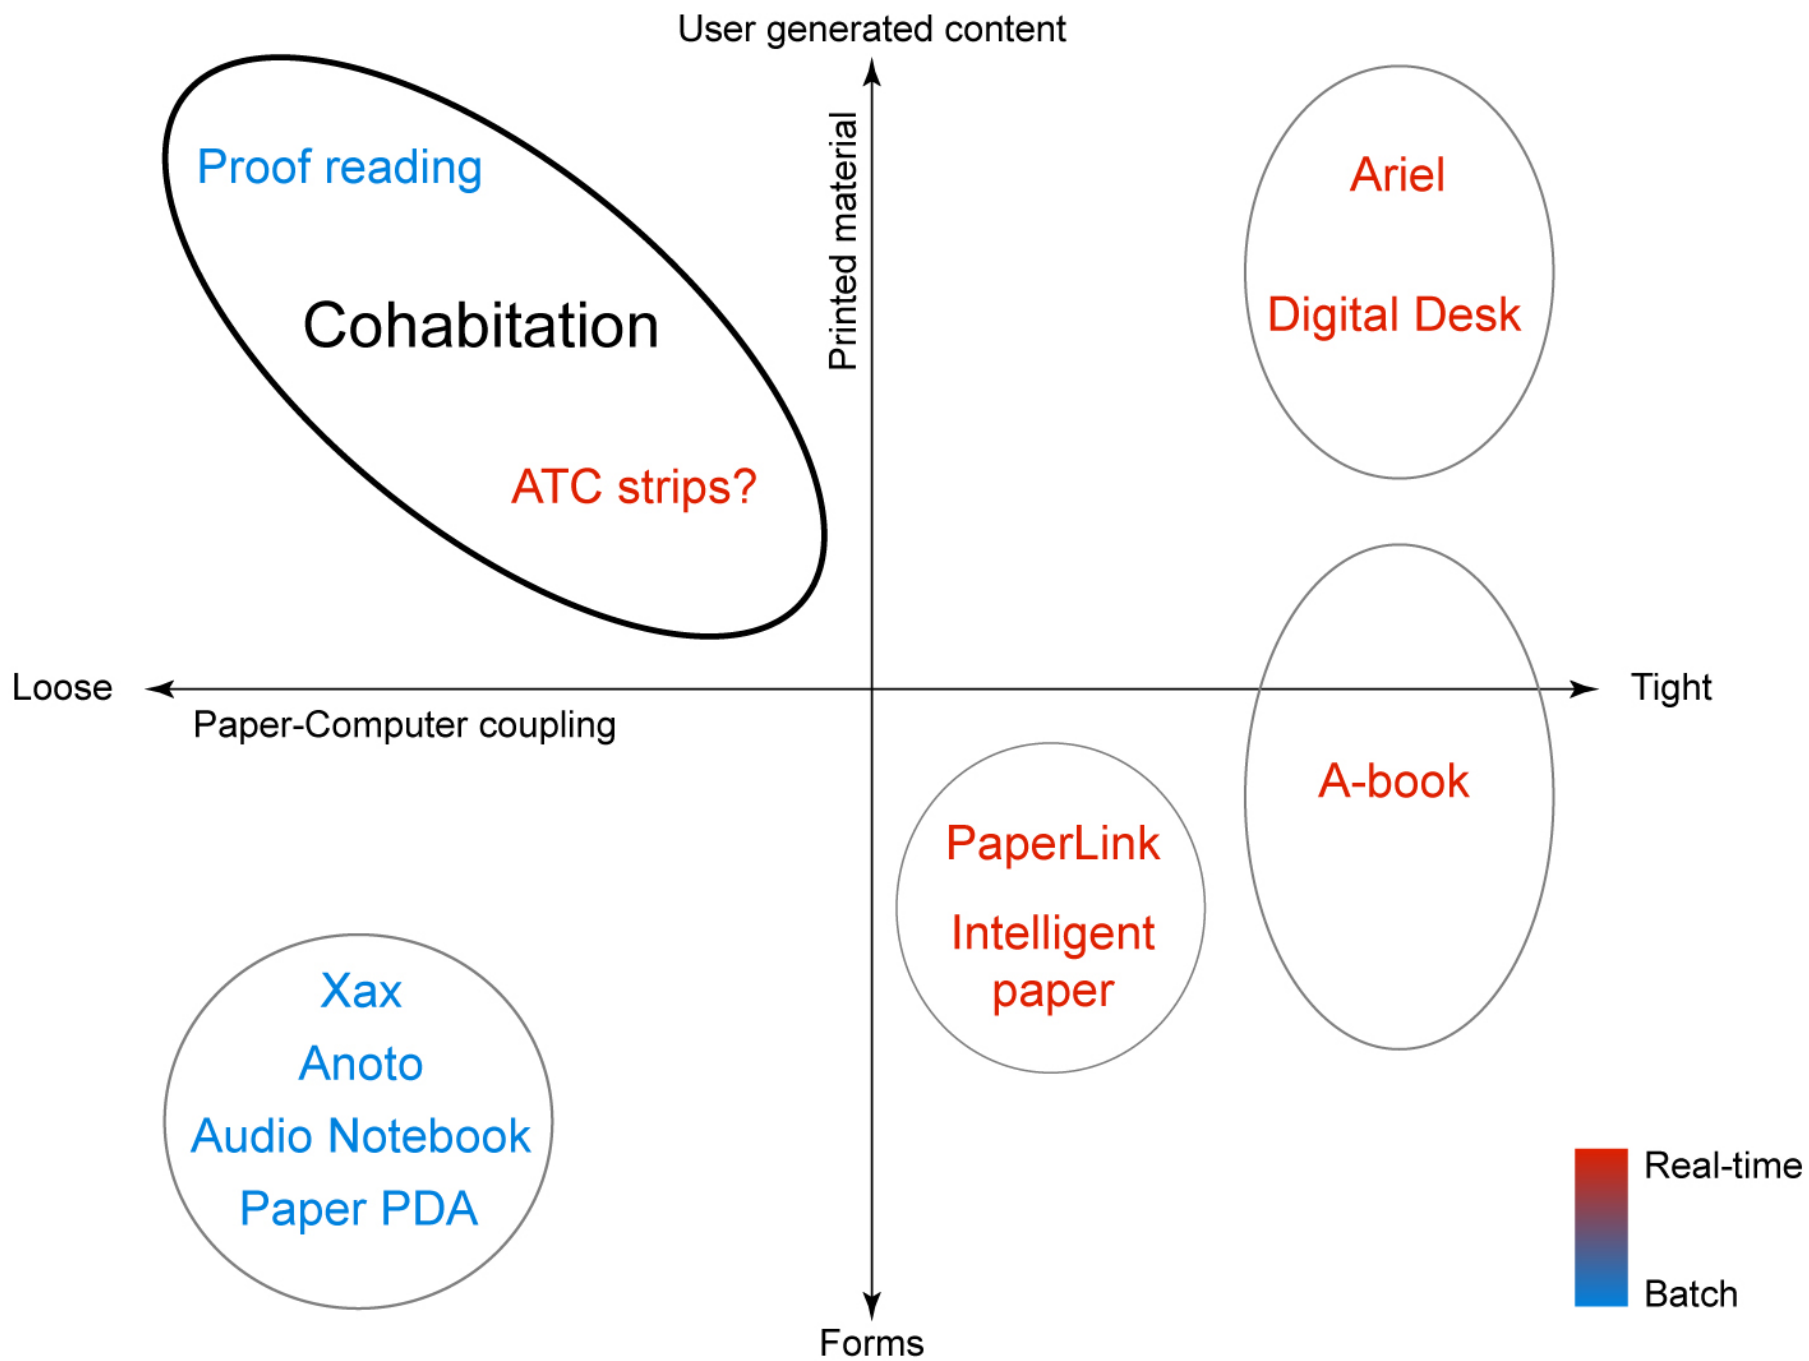 User generated content
Printed material
Proof reading
Cohabitation
ATC strips?
Ariel
Digital Desk
Loose
Tight
Paper-Computer coupling
A-book
PaperLink
Intelligent
paper
Xax
Anoto
Audio Notebook
Paper PDA
Real-time
Batch
Forms